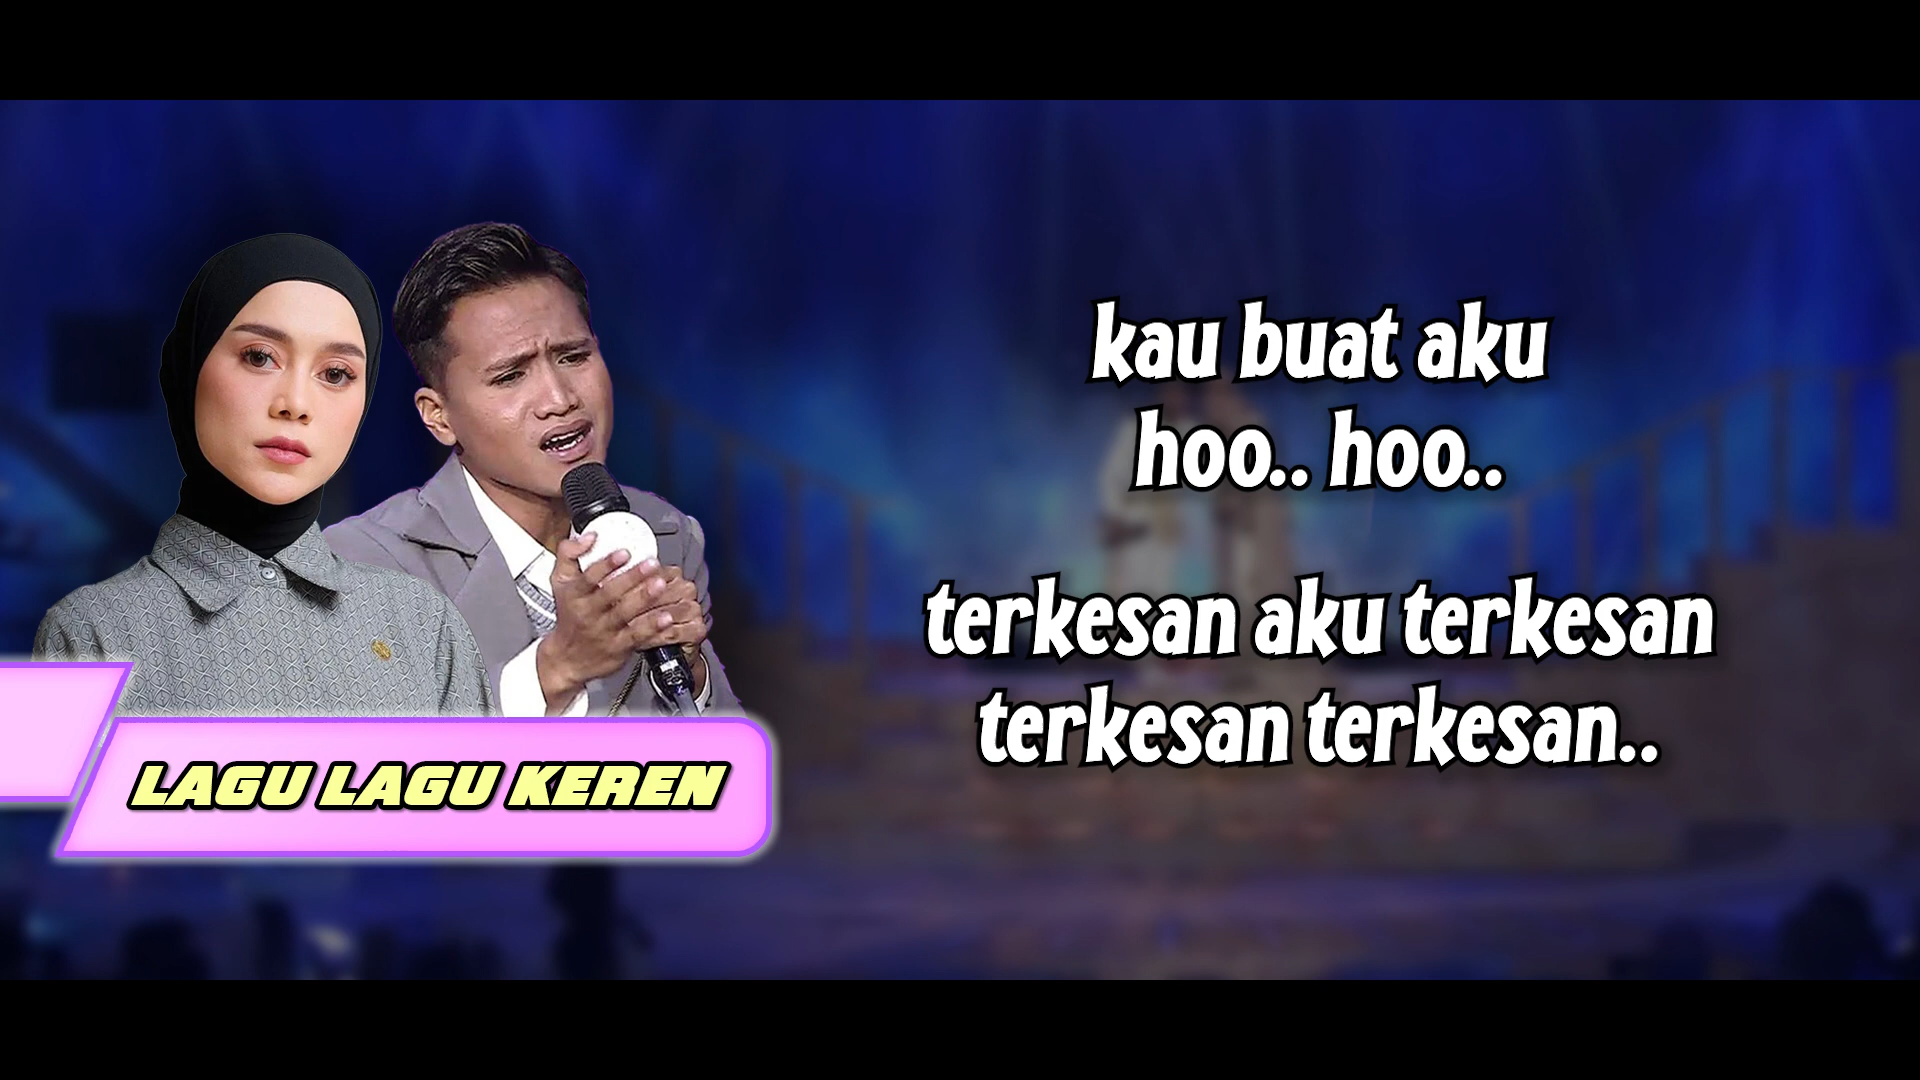 kau buat aku
hoo.. hoo..
terkesan aku terkesan
terkesan terkesan..
LAGU LAGU KEREN